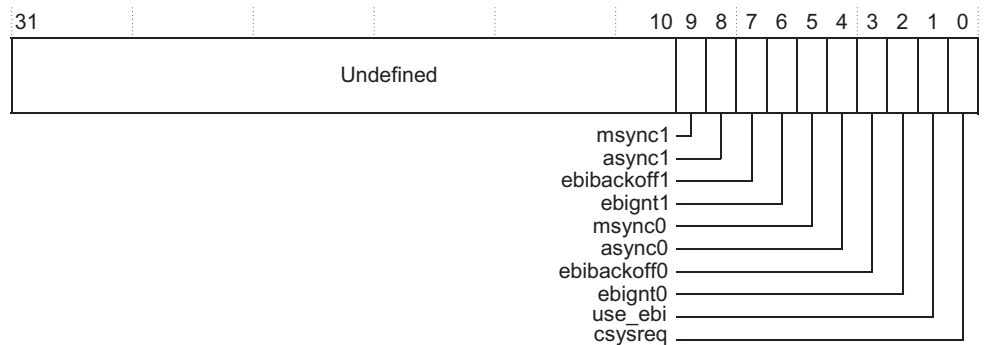 31 10 9 8 7 6 5 4 3 2 1 0
Undefined
msync1
async1
ebibackoff1
ebignt1
msync0
async0
ebibackoff0
ebignt0
use_ebi
csysreq